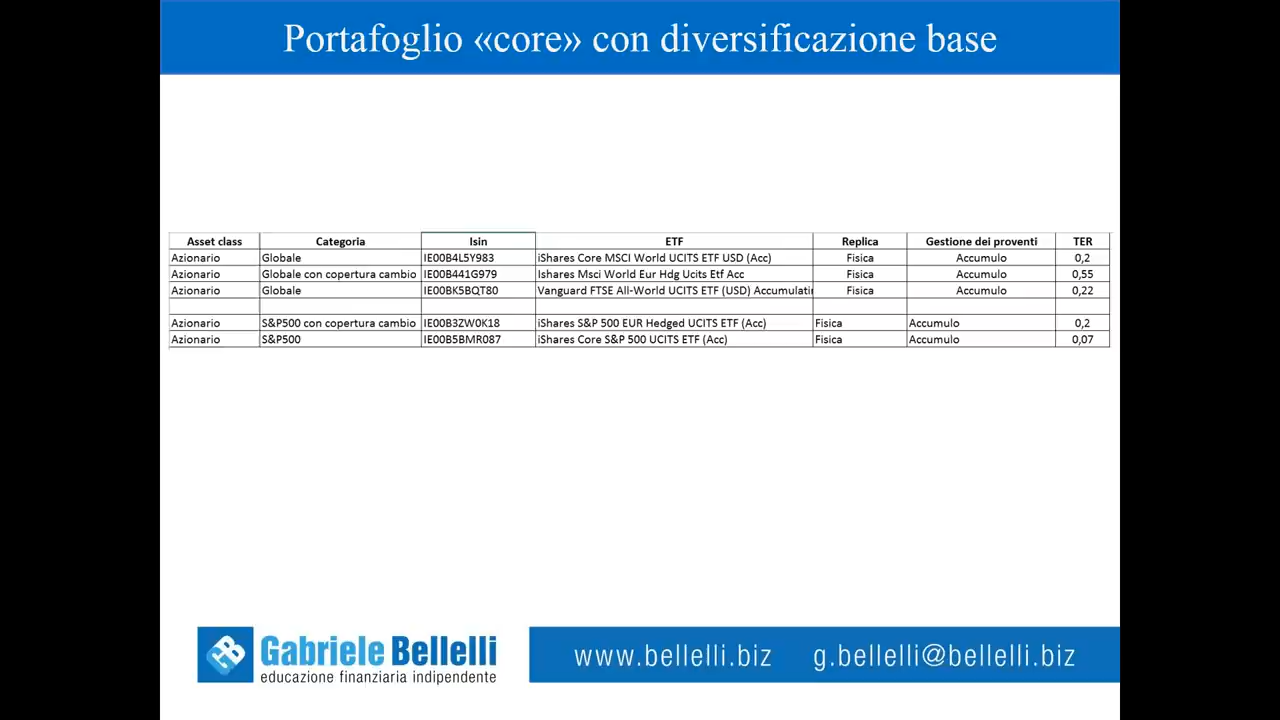 Portafoglio «core» con diversificazione base
Asset class Categoria Isin ETF Replica Gestione dei proventi TER
Azionario Globale IE00B4L5Y983 iShares Core MSCI World UCITS ETF USD (Acc) Fisica Accumulo 0,2
Azionario Globale con copertura cambio IE00B441G979 Ishares Msci World Eur Hdg Ucits Etf Acc Fisica Accumulo 0,55
Azionario Globale IE00BK5BQT80 Vanguard FTSE All-World UCITS ETF (USD) Accumulatin Fisica Accumulo 0,22
Azionario S&P500 con copertura cambio IE00B3ZW0K18 iShares S&P 500 EUR Hedged UCITS ETF (Acc) Fisica Accumulo 0,2
Azionario S&P500 IE00B5BMR087 iShares Core S&P 500 UCITS ETF (Acc) Fisica Accumulo 0,07
Gabriele Bellelli
educazione finanziaria indipendente
www.bellelli.biz g.bellelli@bellelli.biz